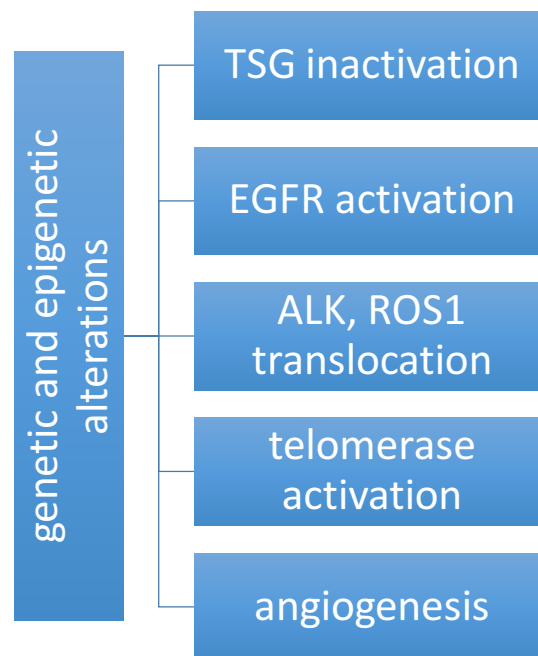 genetic and epigenetic
alterations
TSG inactivation
EGFR activation
ALK, ROS1
translocation
telomerase
activation
angiogenesis